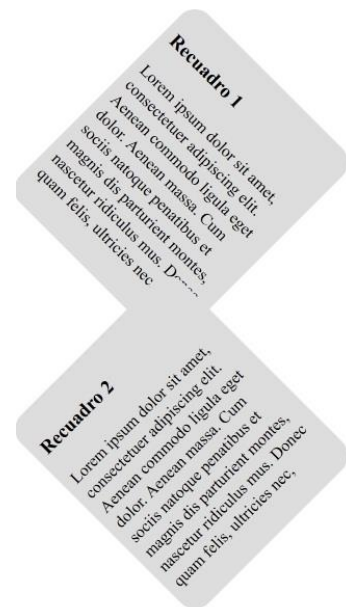 Recuadro 1
Lorem ipsum dolor sit amet,
consectetuer adipiscing elit.
Aenean commodo ligula eget
dolor. Aenean massa. Cum
sociis natoque penatibus et
magnis dis parturient montes,
nascetur ridiculus mus.
quam felis, ultricies nec
Recuadro 2
Lorem ipsum dolor sit amet,
consectetuer adipiscing elit.
Aenean commodo ligula eget
dolor. Aenean massa. Cum
sociis natoque penatibus et
magnis dis parturient montes,
nascetur ridiculus mus. Donec
quam felis, ultricies nec,